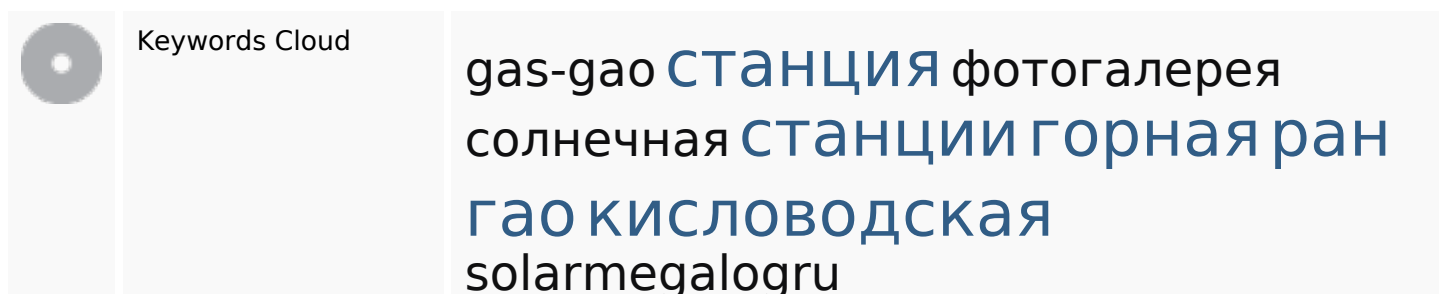 Keywords Cloud
gas-gao станция фотогалерея
солнечная станции горная ран
гао кисловодская
solarmegalogru